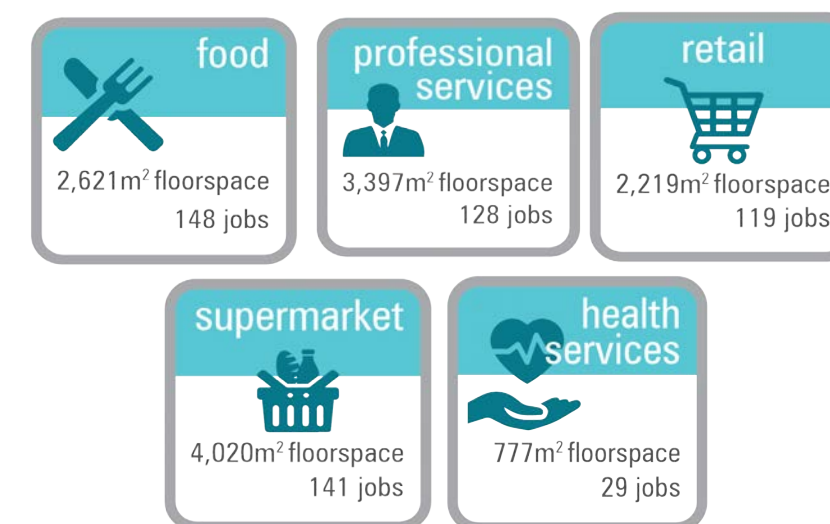 food
2,621m² floorspace
148 jobs
professional
services
3,397m² floorspace
128 jobs
retail
2,219m² floorspace
119 jobs
supermarket
4,020m² floorspace
141 jobs
health
services
777m² floorspace
29 jobs